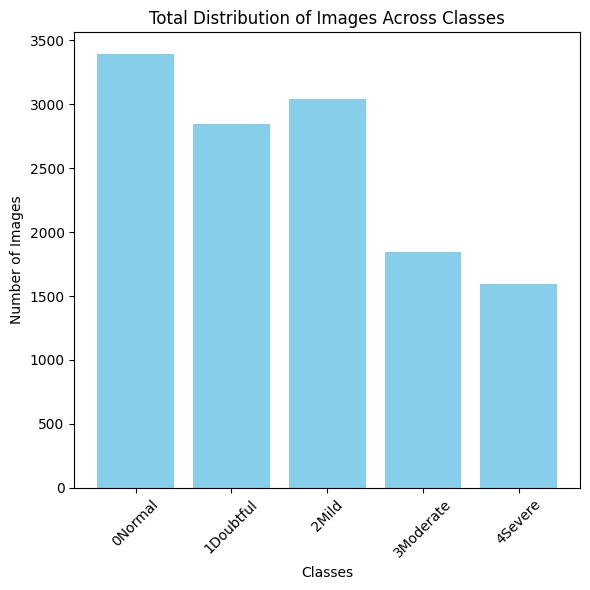 Total Distribution of Images Across Classes
Number of Images
3500
3000
2500
2000
1500
1000
500
0
0Normal
1Doubtful
2Mild
3Moderate
4Severe
Classes